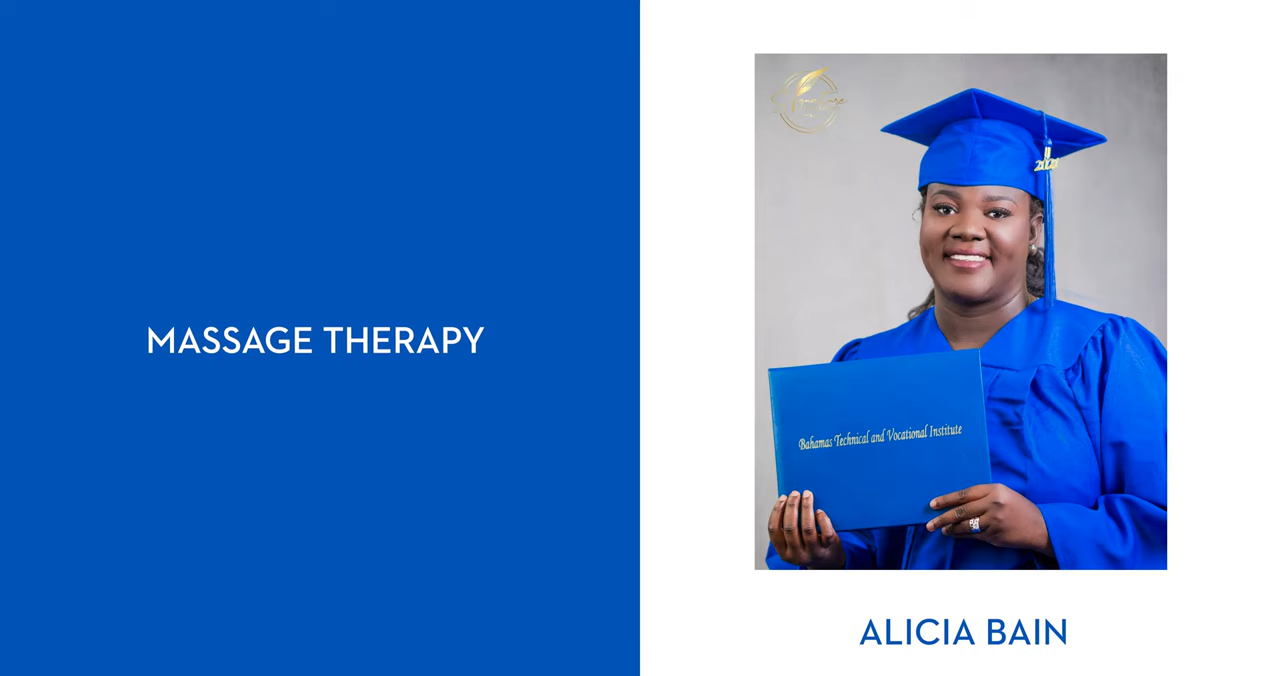 MASSAGE THERAPY
Bahamas Technical and Vocational Institute
ALICIA BAIN